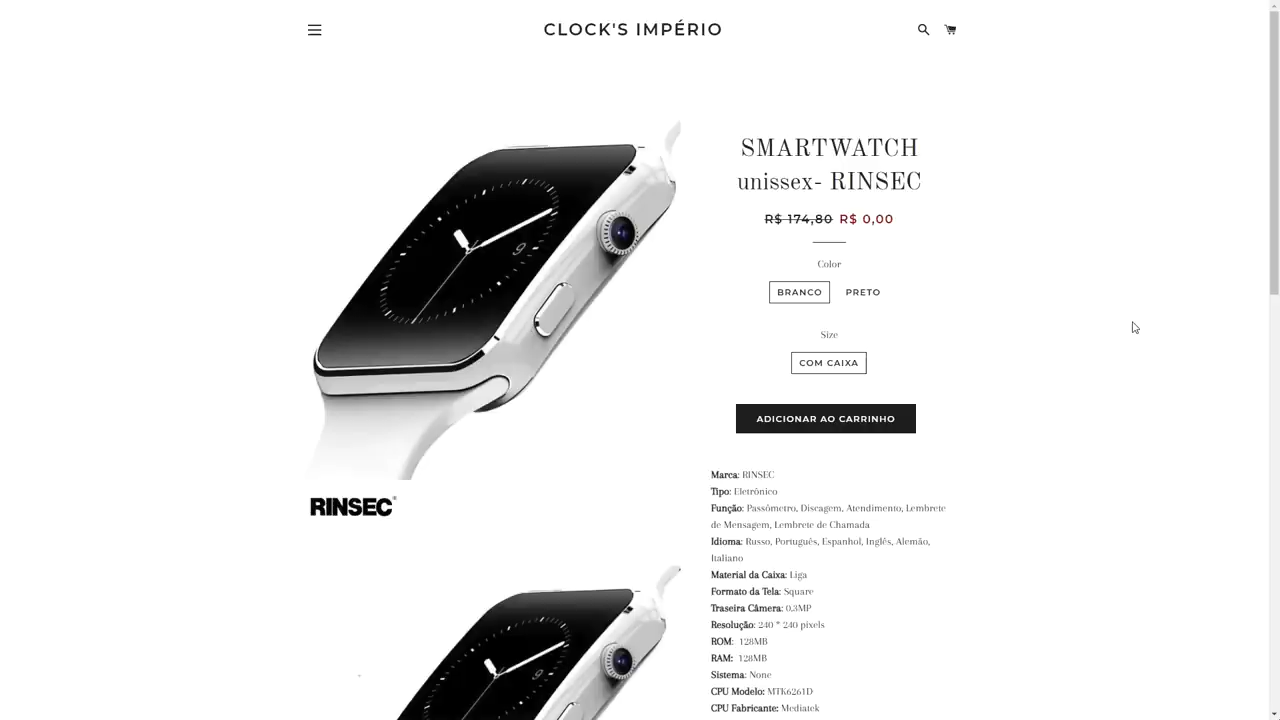 CLOCK'S IMPÉRIO
SMARTWATCH
unissex- RINSEC
R$ 174,80 R$ 0,00
Color
BRANCO PRETO
Size
COM CAIXA
ADICIONAR AO CARRINHO
Marca: RINSEC
Tipo: Eletrônico
Função: Passômetro, Discagem, Atendimento, Lembrete
de Mensagem, Lembrete de Chamada
Idioma: Russo, Português, Espanhol, Inglês, Alemão,
Italiano
Material da Caixa: Liga
Formato da Tela: Square
Traseira Câmera: 0.3MP
Resolução: 240 * 240 pixels
ROM: 128MB
RAM: 128MB
Sistema: None
CPU Modelo: MTK6261D
CPU Fabricante: Mediatek
9
RINSEC®
9